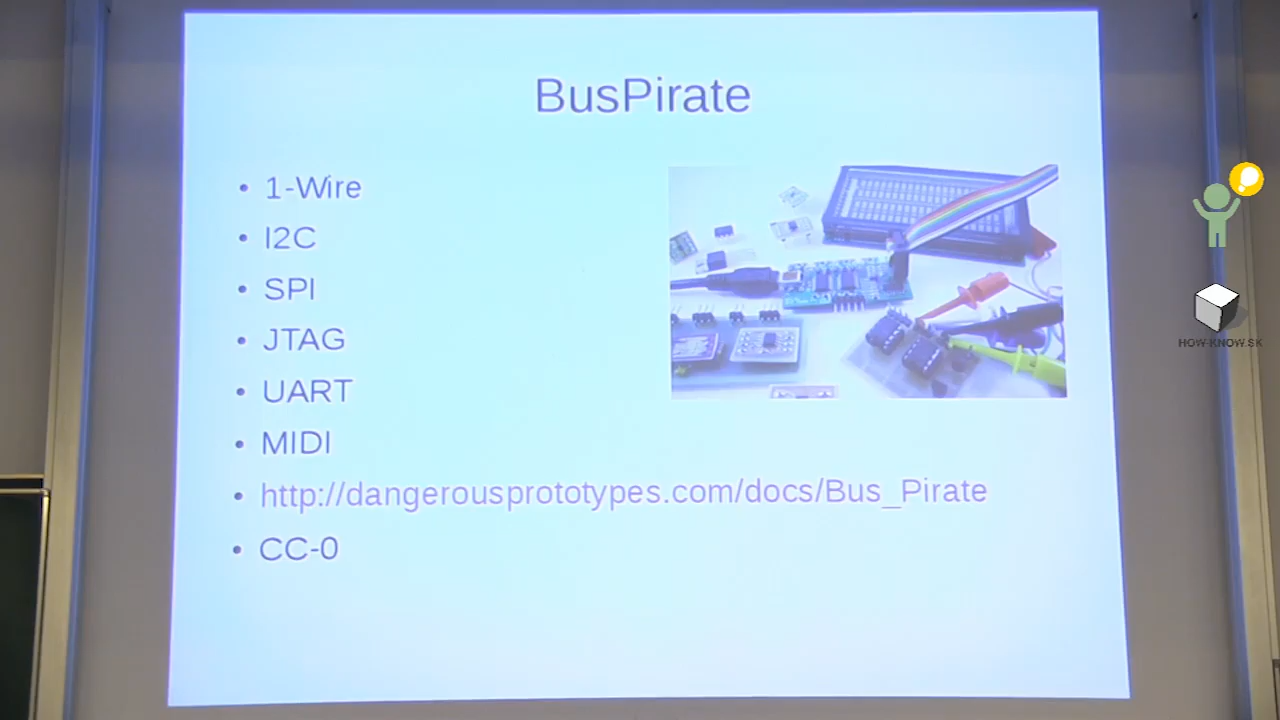 BusPirate
1-Wire
I2C
SPI
JTAG
UART
MIDI
http://dangerousprototypes.com/docs/Bus_Pirate
CC-0
HOW-KNOW.SK